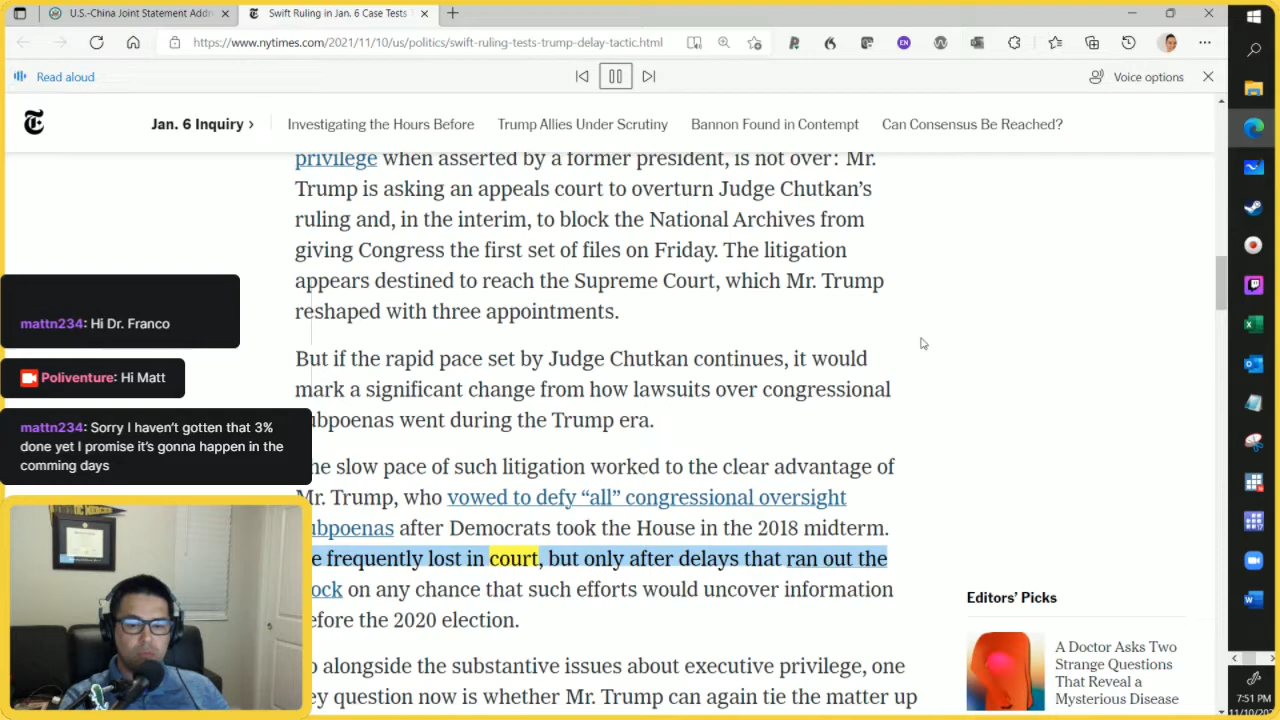 U.S.-China Joint Statement Addr
Swift Ruling in Jan. 6 Case Tests
https://www.nytimes.com/2021/11/10/us/politics/swift-ruling-tests-trump-delay-tactic.html
Read aloud
Voice options
Jan. 6 Inquiry ›
Investigating the Hours Before
Trump Allies Under Scrutiny
Bannon Found in Contempt
Can Consensus Be Reached?
privilege when asserted by a former president, is not over: Mr.
Trump is asking an appeals court to overturn Judge Chutkan's
ruling and, in the interim, to block the National Archives from
giving Congress the first set of files on Friday. The litigation
appears destined to reach the Supreme Court, which Mr. Trump
reshaped with three appointments.
But if the rapid pace set by Judge Chutkan continues, it would
mark a significant change from how lawsuits over congressional
ubpoenas went during the Trump era.
he slow pace of such litigation worked to the clear advantage of
Mr. Trump, who vowed to defy “all” congressional oversight
ubpoenas after Democrats took the House in the 2018 midterm.
e frequently lost in court, but only after delays that ran out the
ock on any chance that such efforts would uncover information
efore the 2020 election.
o alongside the substantive issues about executive privilege, one
ey question now is whether Mr. Trump can again tie the matter up
mattn234: Hi Dr. Franco
Poliventure: Hi Matt
mattn234: Sorry I haven't gotten that 3%
done yet I promise it's gonna happen in the
comming days
Editors' Picks
A Doctor Asks Two
Strange Questions
That Reveal a
Mysterious Disease
EN
UC MERCED
7:51 PM